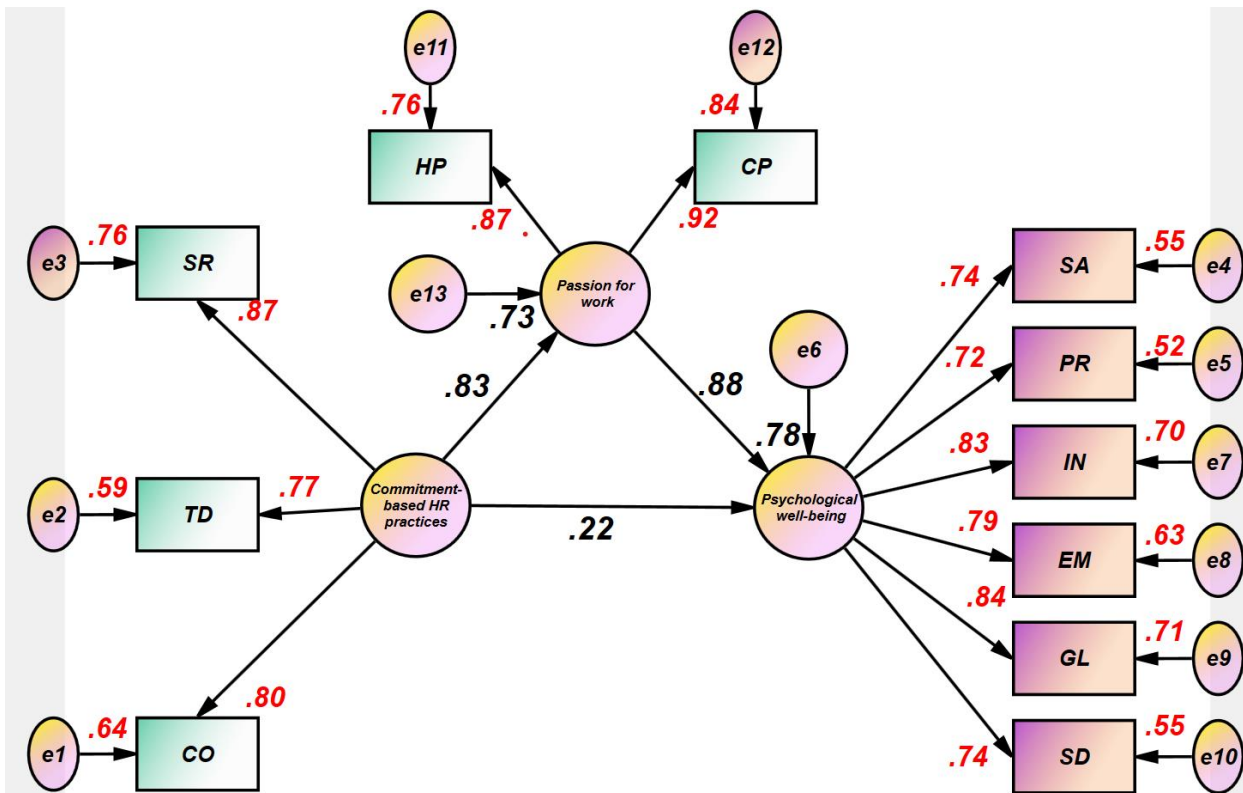 e11
e12
.76
.84
HP
CP
.87
.92
e3
.76
SR
.87
e13
.73
Passion for
work
SA
.55
e4
.74
e6
PR
.52
e5
.72
.83
.88
.78
IN
.70
e7
.83
e2
.59
TD
.77
Commitment-
based HR
practices
.22
Psychological
well-being
.79
EM
.63
e8
.84
GL
.71
e9
e1
.64
CO
.80
SD
.55
e10
.74